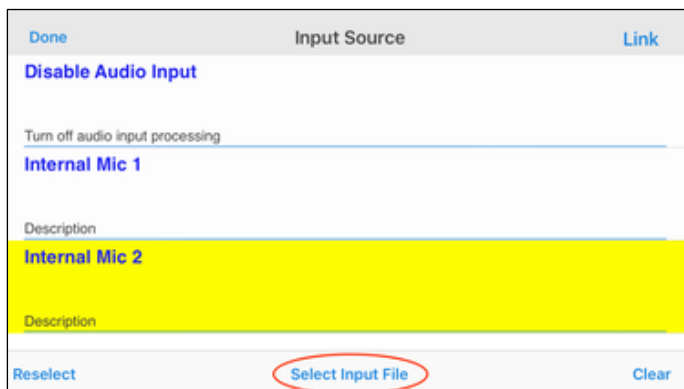 Done Input Source Link
Disable Audio Input
Turn off audio input processing
Internal Mic 1
Description
Internal Mic 2
Description
Reselect Select Input File Clear